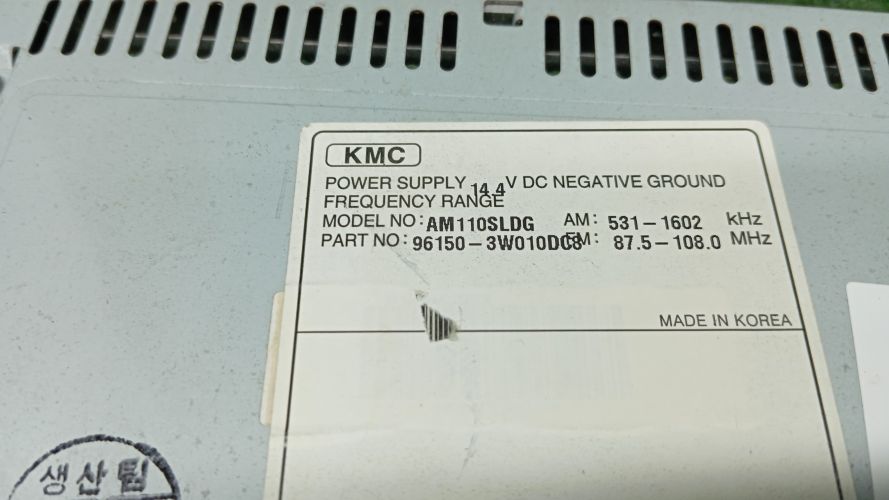 KMC
POWER SUPPLY 14.4V DC NEGATIVE GROUND
FREQUENCY RANGE
MODEL NO: AM110SLDG AM: 531-1602 kHz
PART NO: 96150-3W010DC8 FM: 87.5-108.0 MHz
MADE IN KOREA
생산팀